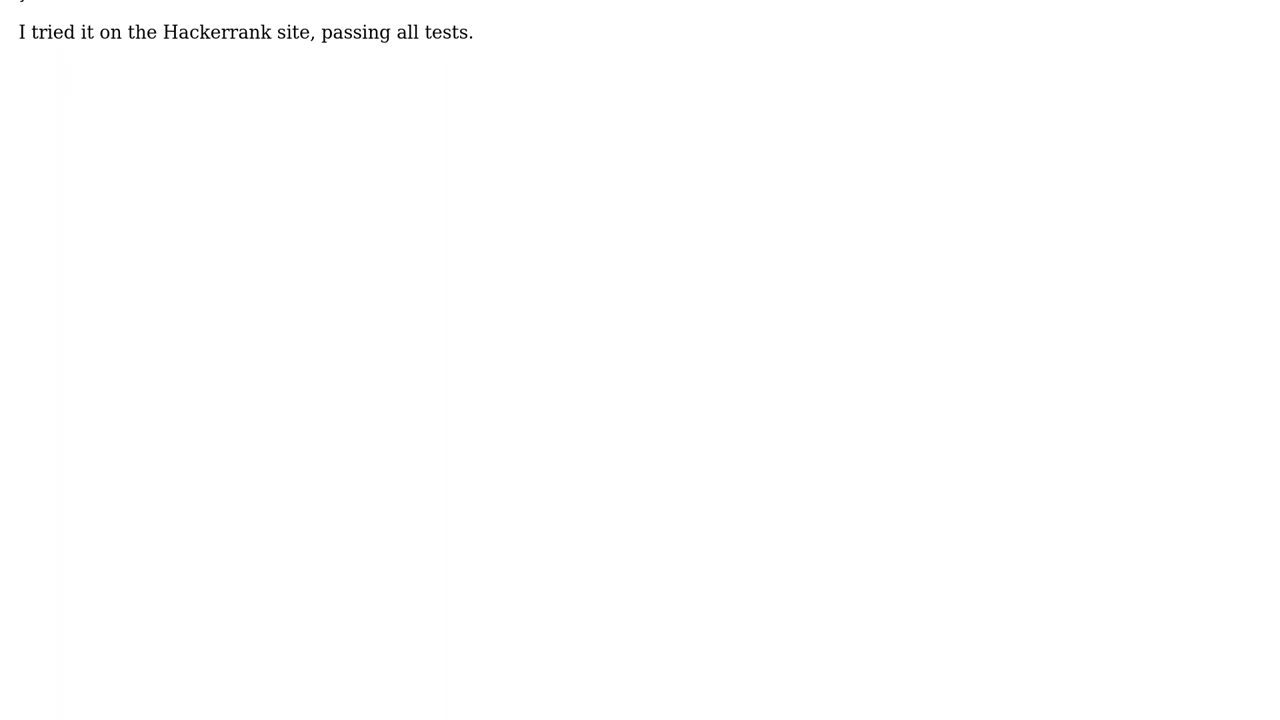 I tried it on the Hackerrank site, passing all tests.